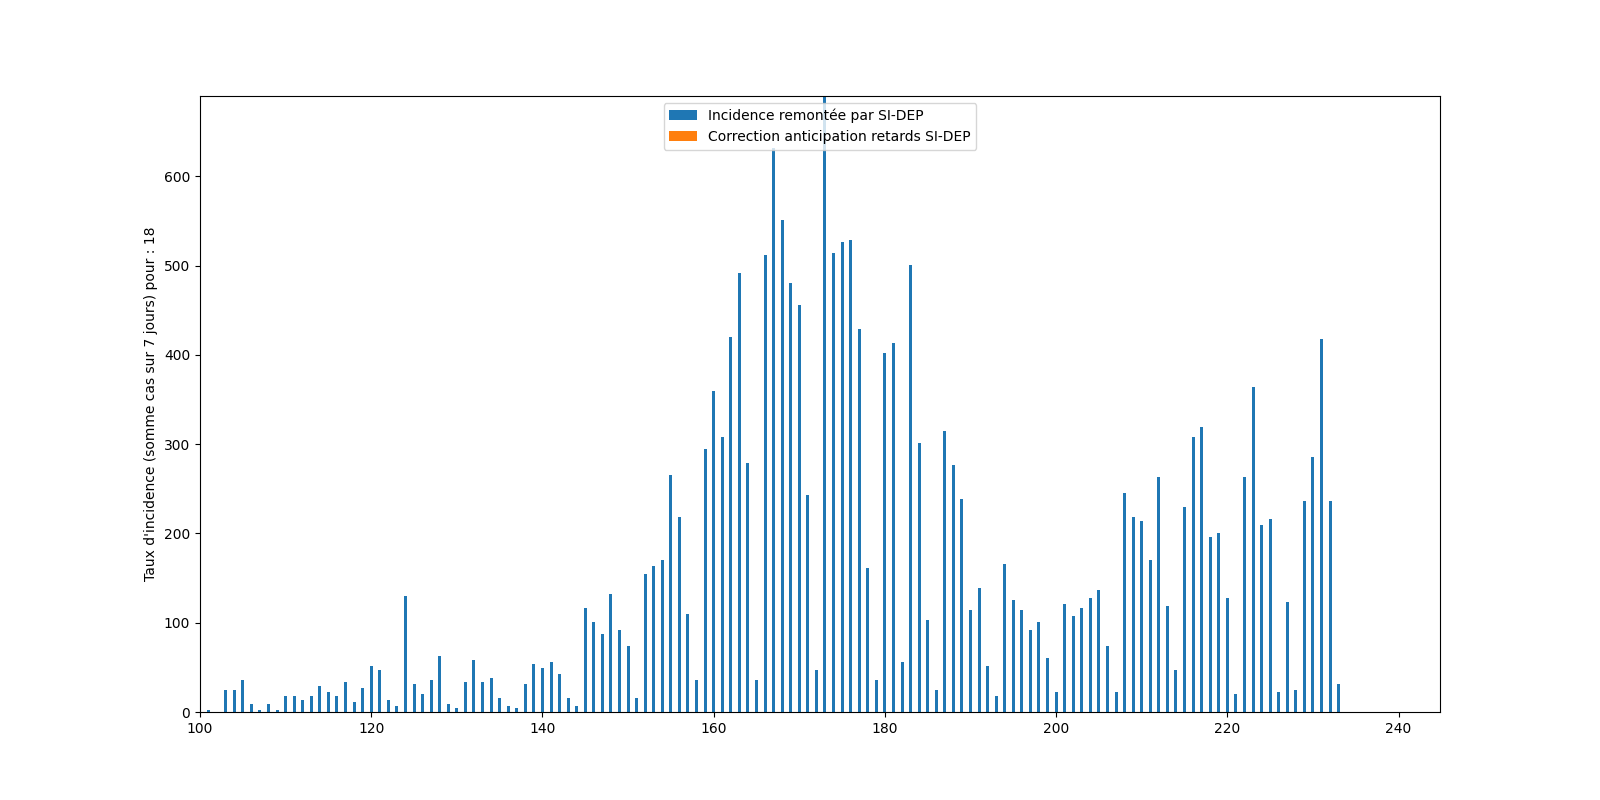 Incidence remontée par SI-DEP
Correction anticipation retards SI-DEP
Taux d'incidence (somme cas sur 7 jours) pour : 18
600
500
400
300
200
100
0
100 120 140 160 180 200 220 240